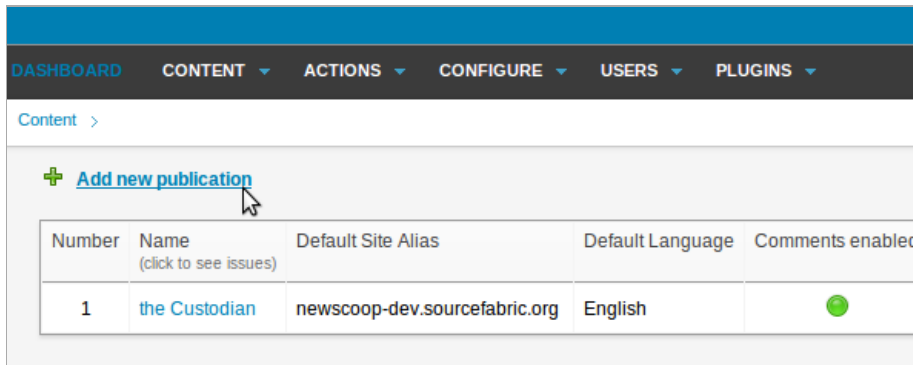 DASHBOARD CONTENT ACTIONS CONFIGURE USERS PLUGINS
Content >
Add new publication
Number Name Default Site Alias Default Language Comments enabled
(click to see issues)
1 the Custodian newscoop-dev.sourcefabric.org English